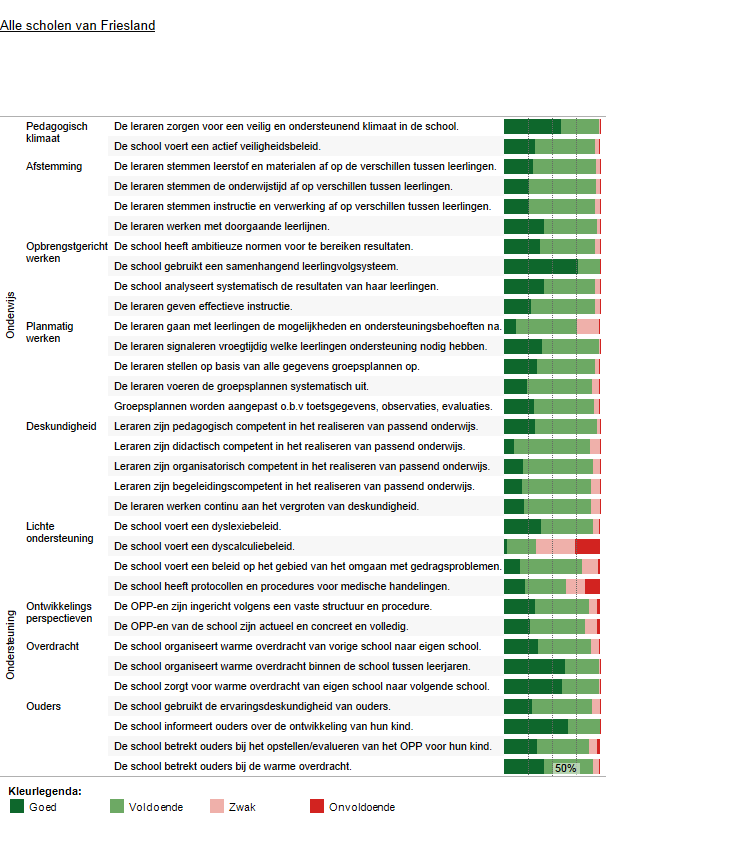 Alle scholen van Friesland
Onderwijs
Pedagogisch klimaat
De leraren zorgen voor een veilig en ondersteunend klimaat in de school.
De school voert een actief veiligheidsbeleid.
Afstemming
De leraren stemmen leerstof en materialen af op de verschillen tussen leerlingen.
De leraren stemmen de onderwijstijd af op verschillen tussen leerlingen.
De leraren stemmen instructie en verwerking af op verschillen tussen leerlingen.
De leraren werken met doorgaande leerlijnen.
Opbrengstgericht werken
De school heeft ambitieuze normen voor te bereiken resultaten.
De school gebruikt een samenhangend leerlingvolgsysteem.
De school analyseert systematisch de resultaten van haar leerlingen.
De leraren geven effectieve instructie.
Planmatig werken
De leraren gaan met leerlingen de mogelijkheden en ondersteuningsbehoeften na.
De leraren signaleren vroegtijdig welke leerlingen ondersteuning nodig hebben.
De leraren stellen op basis van alle gegevens groepsplannen op.
De leraren voeren de groepsplannen systematisch uit.
Groepsplannen worden aangepast o.b.v toetsgegevens, observaties, evaluaties.
Deskundigheid
Leraren zijn pedagogisch competent in het realiseren van passend onderwijs.
Leraren zijn didactisch competent in het realiseren van passend onderwijs.
Leraren zijn organisatorisch competent in het realiseren van passend onderwijs.
Leraren zijn begeleidingscompetent in het realiseren van passend onderwijs.
De leraren werken continu aan het vergroten van deskundigheid.
Ondersteuning
Lichte ondersteuning
De school voert een dyslexiebeleid.
De school voert een dyscalculiebeleid.
De school voert een beleid op het gebied van het omgaan met gedragsproblemen.
De school heeft protocollen en procedures voor medische handelingen.
Ontwikkelings perspectieven
De OPP-en zijn ingericht volgens een vaste structuur en procedure.
De OPP-en van de school zijn actueel en concreet en volledig.
Overdracht
De school organiseert warme overdracht van vorige school naar eigen school.
De school organiseert warme overdracht binnen de school tussen leerjaren.
De school zorgt voor warme overdracht van eigen school naar volgende school.
Ouders
De school gebruikt de ervaringsdeskundigheid van ouders.
De school informeert ouders over de ontwikkeling van hun kind.
De school betrekt ouders bij het opstellen/evalueren van het OPP voor hun kind.
De school betrekt ouders bij de warme overdracht.
50%
Kleurlegenda:
Goed
Voldoende
Zwak
Onvoldoende